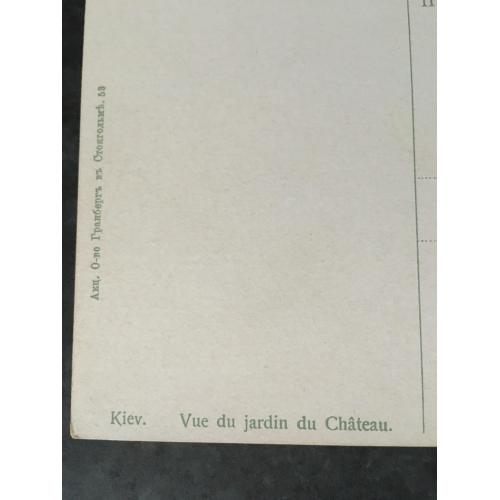 Акц. О-во Гранбергъ въ Стокгольмѣ. 53
Kiev. Vue du jardin du Château.